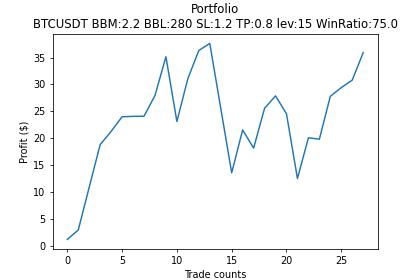 Portfolio
BTCUSDT BBM:2.2 BBL:280 SL:1.2 TP:0.8 lev:15 WinRatio:75.0
Profit ($)
35
30
25
20
15
10
5
0
0 5 10 15 20 25
Trade counts